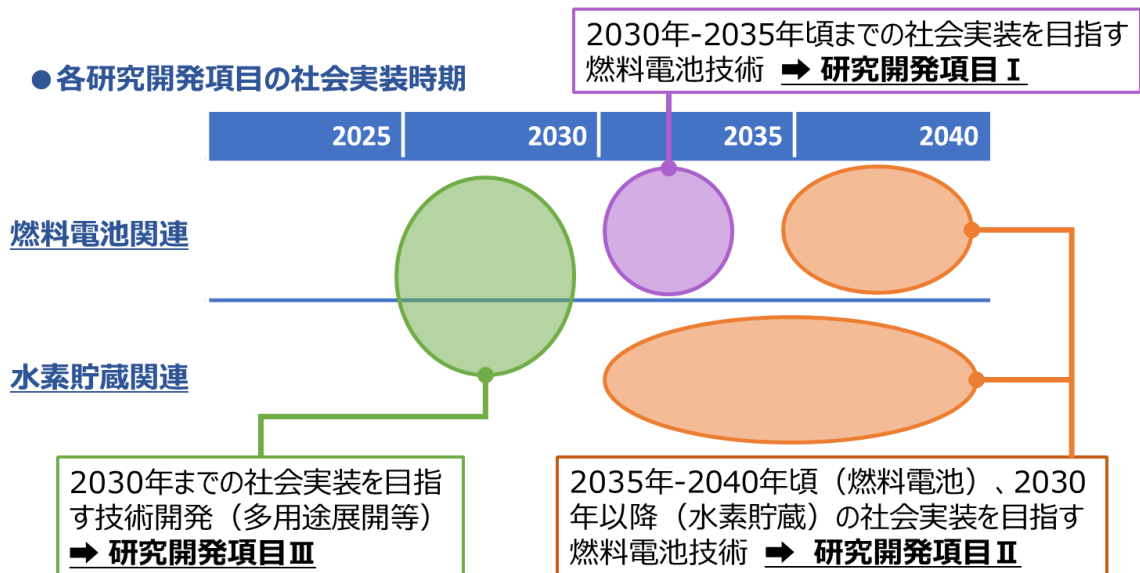 2030年-2035年頃までの社会実装を目指す
燃料電池技術 ➡ 研究開発項目Ⅰ
●各研究開発項目の社会実装時期
2025 2030 2035 2040
燃料電池関連
水素貯蔵関連
2030年までの社会実装を目指
す技術開発（多用途展開等）
➡ 研究開発項目Ⅲ
2035年-2040年頃（燃料電池）、2030
年以降（水素貯蔵）の社会実装を目指す
燃料電池技術 ➡ 研究開発項目Ⅱ